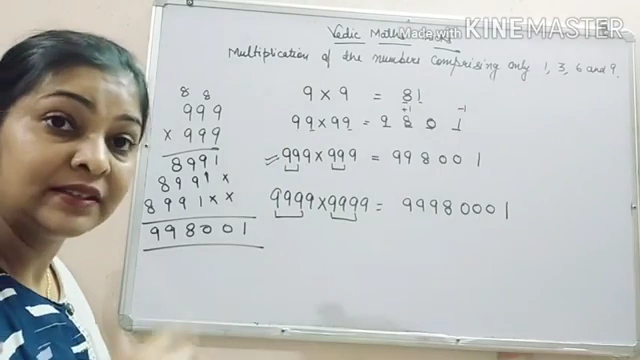 Vedic Maths
Made with KINEMASTER
Multiplication of the numbers comprising only 1, 3, 6 and 9.
8 8
999
× 999
8991
8991 ×
8991 × ×
998001
9 × 9 = 81
+1 -1
99 × 99 = 9 8 0 1
999 × 999 = 998001
9999 × 9999 = 99980001